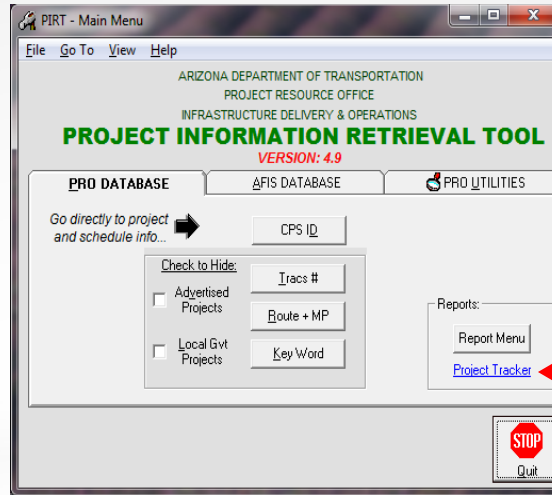 PIRT - Main Menu
File Go To View Help
ARIZONA DEPARTMENT OF TRANSPORTATION
PROJECT RESOURCE OFFICE
INFRASTRUCTURE DELIVERY & OPERATIONS
PROJECT INFORMATION RETRIEVAL TOOL
VERSION: 4.9
PRO DATABASE
AFIS DATABASE
PRO UTILITIES
Go directly to project
and schedule info...
CPS ID
Check to Hide:
Advertised
Projects
Local Gvt
Projects
Tracs #
Route + MP
Key Word
Reports:
Report Menu
Project Tracker
STOP
Quit